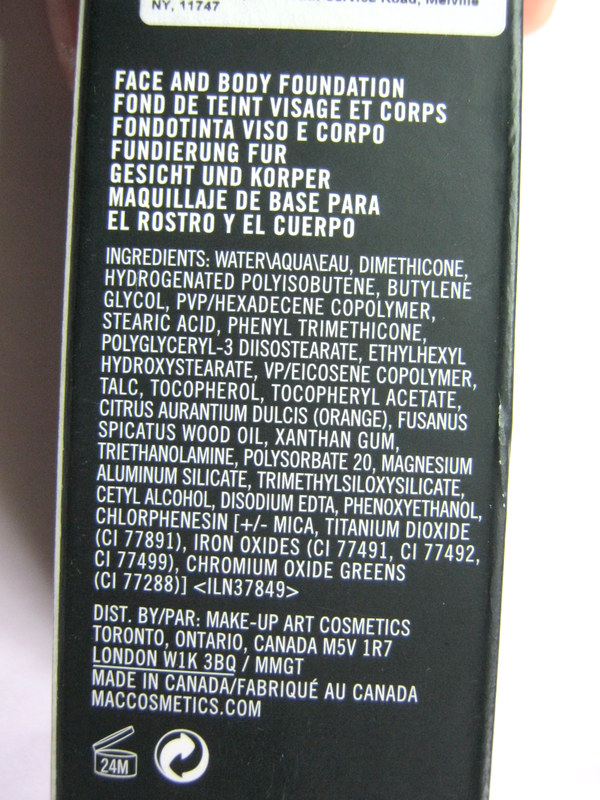 NY, 11747
Service Road, Melville
FACE AND BODY FOUNDATION
FOND DE TEINT VISAGE ET CORPS
FONDOTINTA VISO E CORPO
FUNDIERUNG FUR
GESICHT UND KORPER
MAQUILLAJE DE BASE PARA
EL ROSTRO Y EL CUERPO
INGREDIENTS: WATER\AQUA\EAU, DIMETHICONE,
HYDROGENATED POLYISOBUTENE, BUTYLENE
GLYCOL, PVP/HEXADECENE COPOLYMER,
STEARIC ACID, PHENYL TRIMETHICONE,
POLYGLYCERYL-3 DIISOSTEARATE, ETHYLHEXYL
HYDROXYSTEARATE, VP/EICOSENE COPOLYMER,
TALC, TOCOPHEROL, TOCOPHERYL ACETATE,
CITRUS AURANTIUM DULCIS (ORANGE), FUSANUS
SPICATUS WOOD OIL, XANTHAN GUM,
TRIETHANOLAMINE, POLYSORBATE 20, MAGNESIUM
ALUMINUM SILICATE, TRIMETHYLSILOXYSILICATE,
CETYL ALCOHOL, DISODIUM EDTA, PHENOXYETHANOL,
CHLORPHENESIN [+/- MICA, TITANIUM DIOXIDE
(CI 77891), IRON OXIDES (CI 77491, CI 77492,
CI 77499), CHROMIUM OXIDE GREENS
(CI 77288)] <ILN37849>
DIST. BY/PAR: MAKE-UP ART COSMETICS
TORONTO, ONTARIO, CANADA M5V 1R7
LONDON W1K 3BQ / MMGT
MADE IN CANADA/FABRIQUÉ AU CANADA
MACCOSMETICS.COM
24M